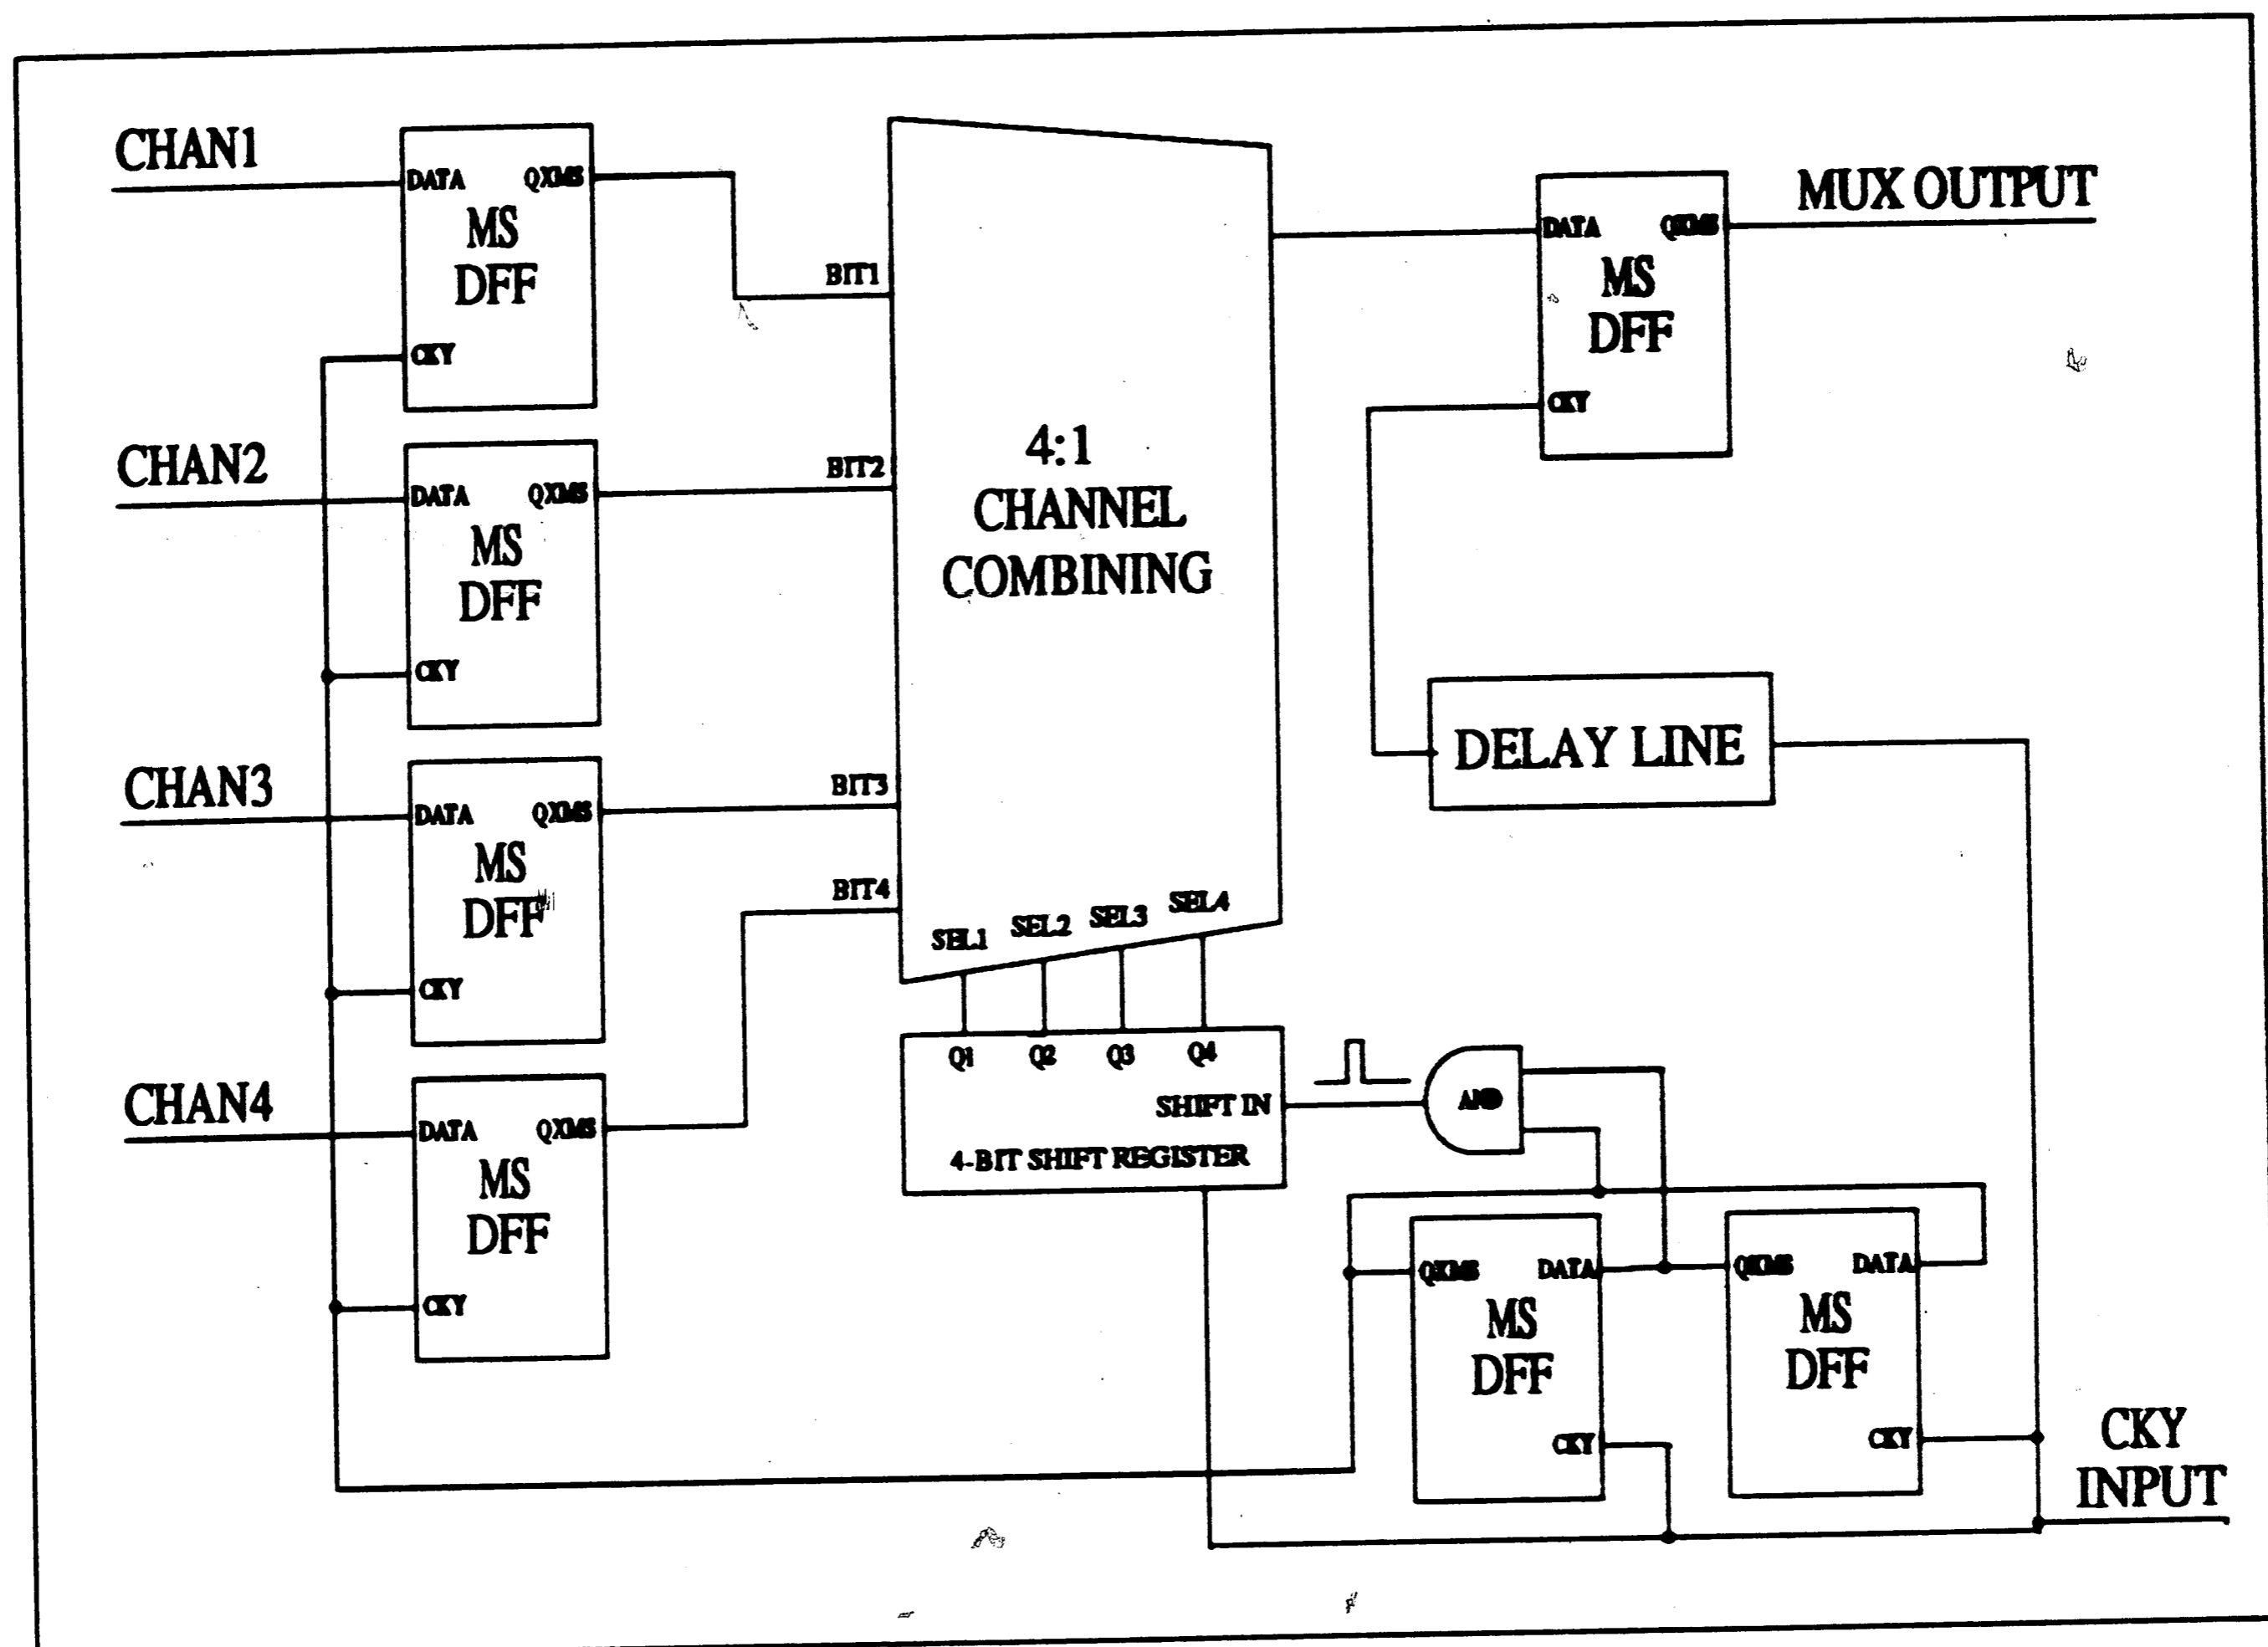 CHAN1
DATA QXMS
MS
DFF
CKY
CHAN2
DATA QXMS
MS
DFF
CKY
CHAN3
DATA QXMS
MS
DFF
CKY
CHAN4
DATA QXMS
MS
DFF
CKY
BIT1
BIT2
BIT3
BIT4
4:1
CHANNEL
COMBINING
SEL1 SEL2 SEL3 SEL4
Q1 Q2 Q3 Q4
SHIFT IN
4-BIT SHIFT REGISTER
AND
DATA QXMS
MS
DFF
CKY
MUX OUTPUT
DELAY LINE
QXMS DATA
MS
DFF
CKY
QXMS DATA
MS
DFF
CKY
CKY
INPUT